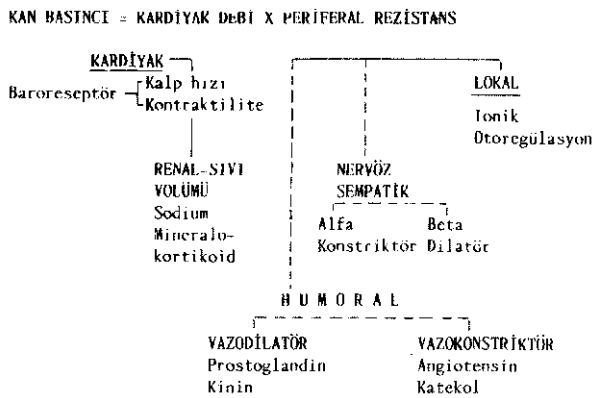 KAN BASINCI = KARDİYAK DEBİ X PERİFERAL REZİSTANS
KARDİYAK
Baroreseptör
Kalp hızı
Kontraktilite
LOKAL
İonik
Otoregülasyon
RENAL-SIVI
VOLÜMÜ
Sodium
Mineralo-
kortikoid
NERVÖZ
SEMPATİK
Alfa
Konstriktör
Beta
Dilatör
HUMORAL
VAZODİLATÖR
Prostoglandin
Kinin
VAZOKONSTRİKTÜR
Angiotensin
Katekol